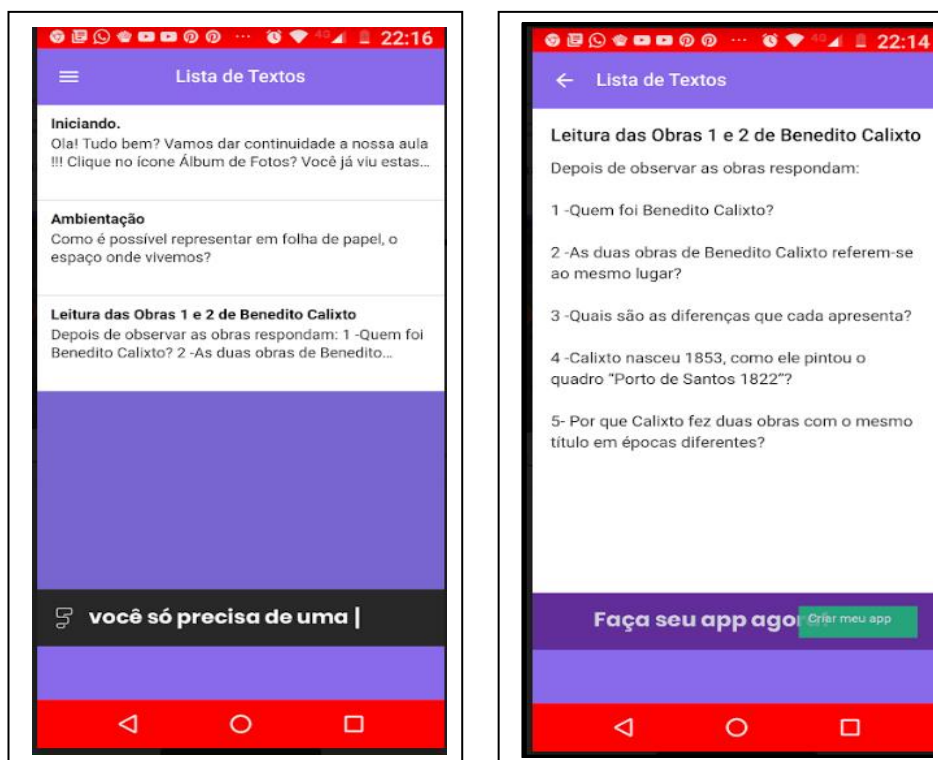 22:16
Lista de Textos
Iniciando.
Ola! Tudo bem? Vamos dar continuidade a nossa aula
!!! Clique no ícone Álbum de Fotos? Você já viu estas...
Ambientação
Como é possível representar em folha de papel, o
espaço onde vivemos?
Leitura das Obras 1 e 2 de Benedito Calixto
Depois de observar as obras respondam: 1 -Quem foi
Benedito Calixto? 2 -As duas obras de Benedito...
você só precisa de uma |
22:14
Lista de Textos
Leitura das Obras 1 e 2 de Benedito Calixto
Depois de observar as obras respondam:
1 -Quem foi Benedito Calixto?
2 -As duas obras de Benedito Calixto referem-se
ao mesmo lugar?
3 -Quais são as diferenças que cada apresenta?
4 -Calixto nasceu 1853, como ele pintou o
quadro "Porto de Santos 1822"?
5- Por que Calixto fez duas obras com o mesmo
título em épocas diferentes?
Faça seu app
Criar meu app